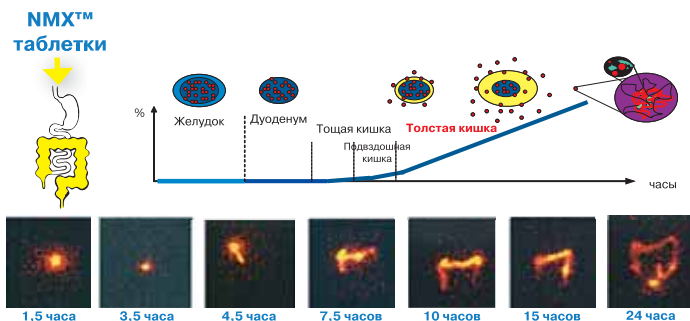 NMX™
таблетки
%
Желудок
Дуоденум
Тощая кишка
Толстая кишка
Подвздошная
кишка
часы
1.5 часа
3.5 часа
4.5 часа
7.5 часов
10 часов
15 часов
24 часа